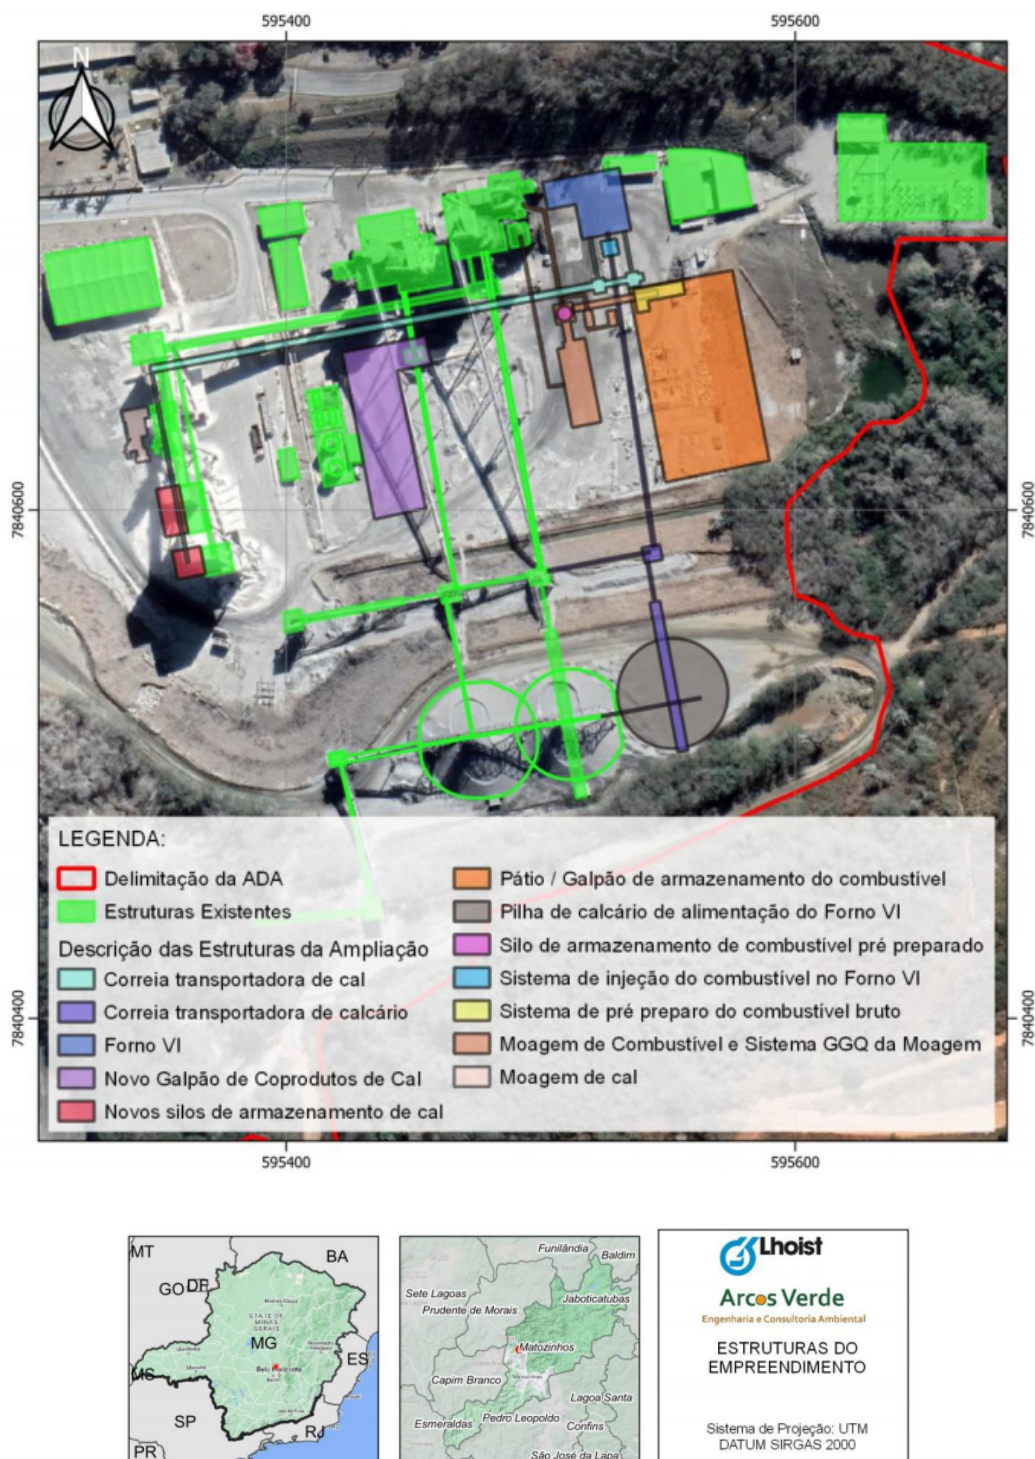 595400 595600
N
7840600 7840600
LEGENDA:
Delimitação da ADA
Estruturas Existentes
Descrição das Estruturas da Ampliação
Correia transportadora de cal
Correia transportadora de calcário
Forno VI
Novo Galpão de Coprodutos de Cal
Novos silos de armazenamento de cal
Pátio / Galpão de armazenamento do combustível
Pilha de calcário de alimentação do Forno VI
Silo de armazenamento de combustível pré preparado
Sistema de injeção do combustível no Forno VI
Sistema de pré preparo do combustível bruto
Moagem de Combustível e Sistema GGQ da Moagem
Moagem de cal
7840400 7840400
595400 595600
MT
BA
GO
DF
STATE OF
MINAS
GERAIS
MG
Belo Horizonte
ES
MS
SP
RJ
PR
Funilândia
Baldim
Sete Lagoas
Jaboticatubas
Prudente de Morais
Matozinhos
Matozinhos
Capim Branco
Lagoa Santa
Esmeraldas
Pedro Leopoldo
Confins
São José da Lapa
Lhoist
Arcos Verde
Engenharia e Consultoria Ambiental
ESTRUTURAS DO
EMPREENDIMENTO
Sistema de Projeção: UTM
DATUM SIRGAS 2000